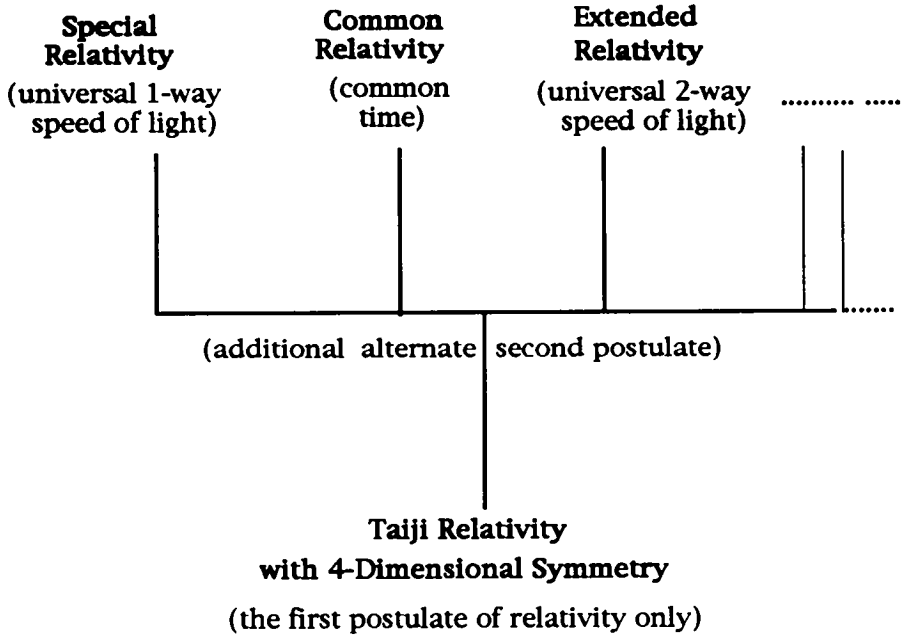 Special
Relativity
(universal 1-way
speed of light)
Common
Relativity
(common
time)
Extended
Relativity
(universal 2-way
speed of light)
........... .....
.......
(additional alternate second postulate)
Taiji Relativity
with 4-Dimensional Symmetry
(the first postulate of relativity only)